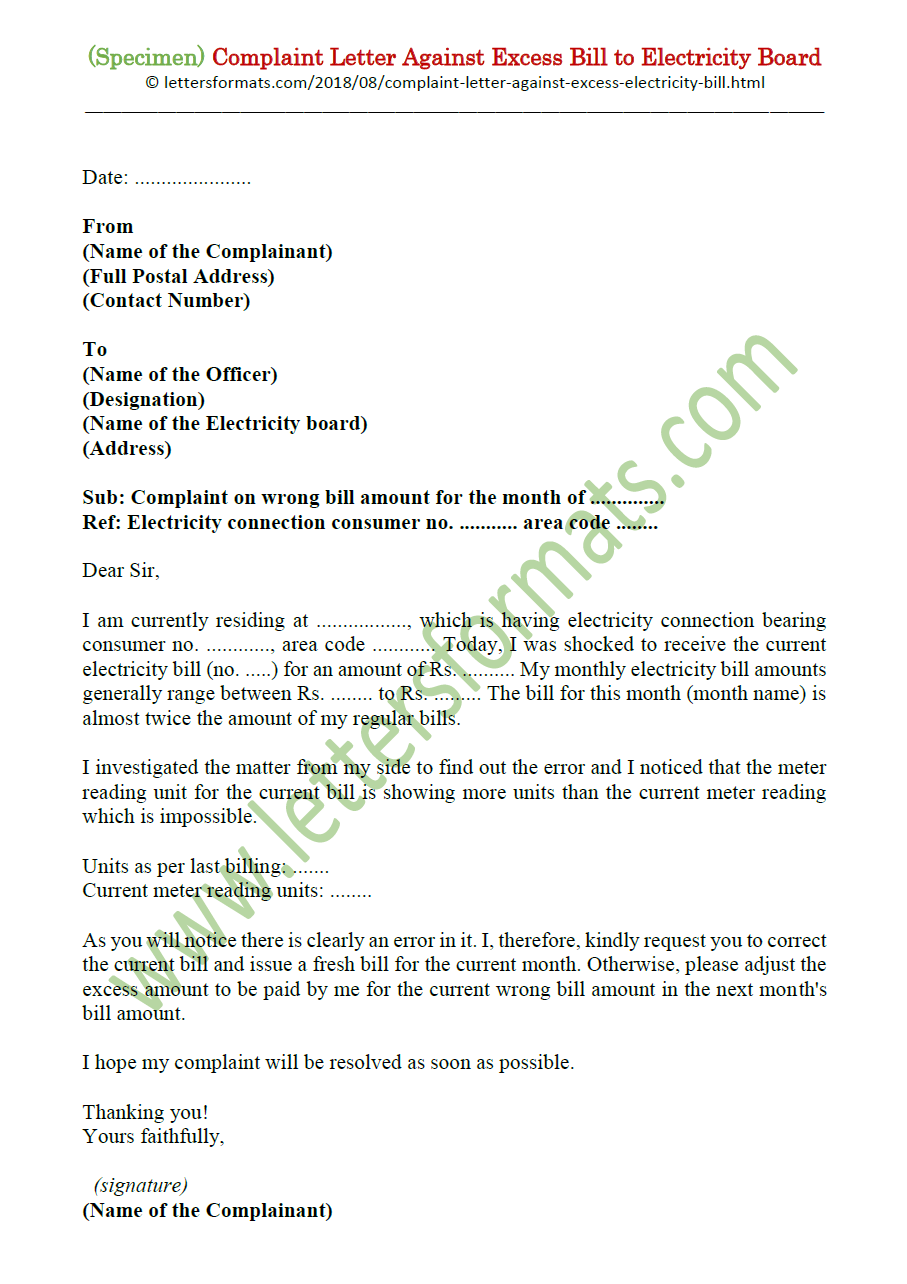 (Specimen) Complaint Letter Against Excess Bill to Electricity Board
© lettersformats.com/2018/08/complaint-letter-against-excess-electricity-bill.html
Date: ......................
From
(Name of the Complainant)
(Full Postal Address)
(Contact Number)
To
(Name of the Officer)
(Designation)
(Name of the Electricity board)
(Address)
Sub: Complaint on wrong bill amount for the month of ..............
Ref: Electricity connection consumer no. ........... area code ........
Dear Sir,
I am currently residing at ................., which is having electricity connection bearing
consumer no. ............, area code ............ Today, I was shocked to receive the current
electricity bill (no. .....) for an amount of Rs. .......... My monthly electricity bill amounts
generally range between Rs. ........ to Rs. ......... The bill for this month (month name) is
almost twice the amount of my regular bills.
I investigated the matter from my side to find out the error and I noticed that the meter
reading unit for the current bill is showing more units than the current meter reading
which is impossible.
Units as per last billing: .......
Current meter reading units: ........
As you will notice there is clearly an error in it. I, therefore, kindly request you to correct
the current bill and issue a fresh bill for the current month. Otherwise, please adjust the
excess amount to be paid by me for the current wrong bill amount in the next month's
bill amount.
I hope my complaint will be resolved as soon as possible.
Thanking you!
Yours faithfully,
(signature)
(Name of the Complainant)
www.lettersformats.com